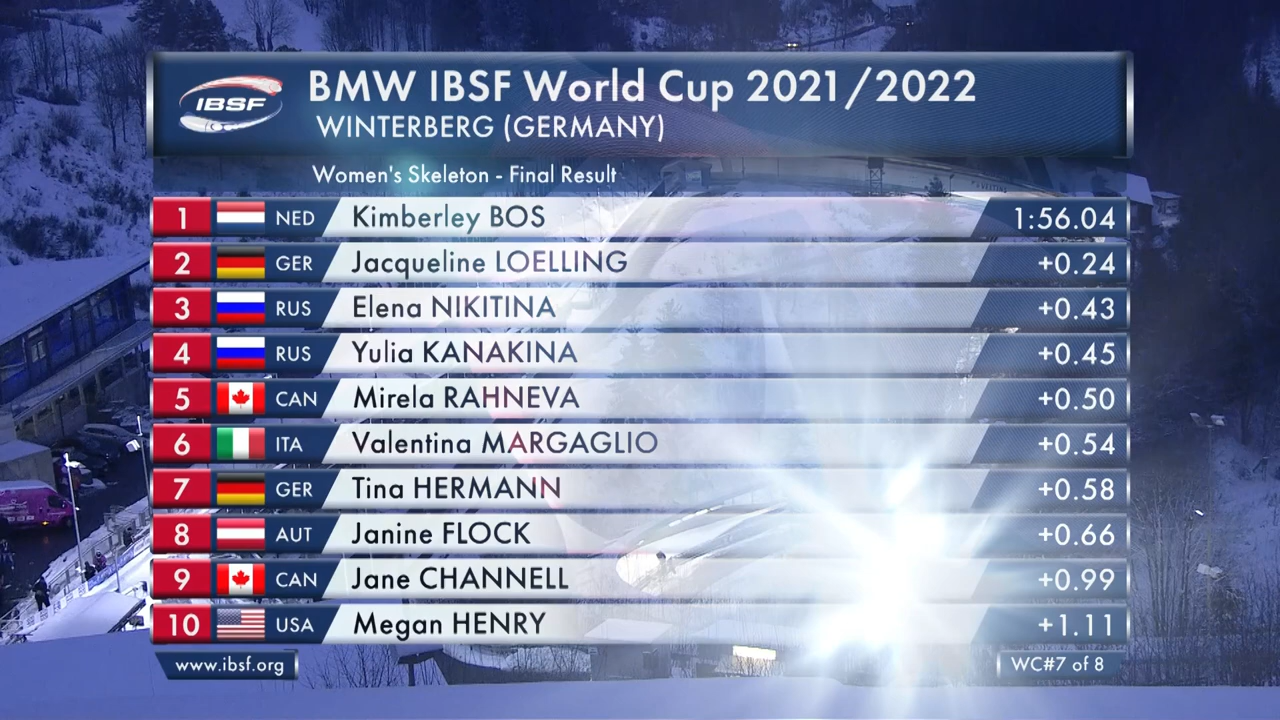 IBSF
BMW IBSF World Cup 2021/2022
WINTERBERG (GERMANY)
Women's Skeleton - Final Result
1 NED Kimberley BOS 1:56.04
2 GER Jacqueline LOELLING +0.24
3 RUS Elena NIKITINA +0.43
4 RUS Yulia KANAKINA +0.45
5 CAN Mirela RAHNEVA +0.50
6 ITA Valentina MARGAGLIO +0.54
7 GER Tina HERMANN +0.58
8 AUT Janine FLOCK +0.66
9 CAN Jane CHANNELL +0.99
10 USA Megan HENRY +1.11
www.ibsf.org WC#7 of 8